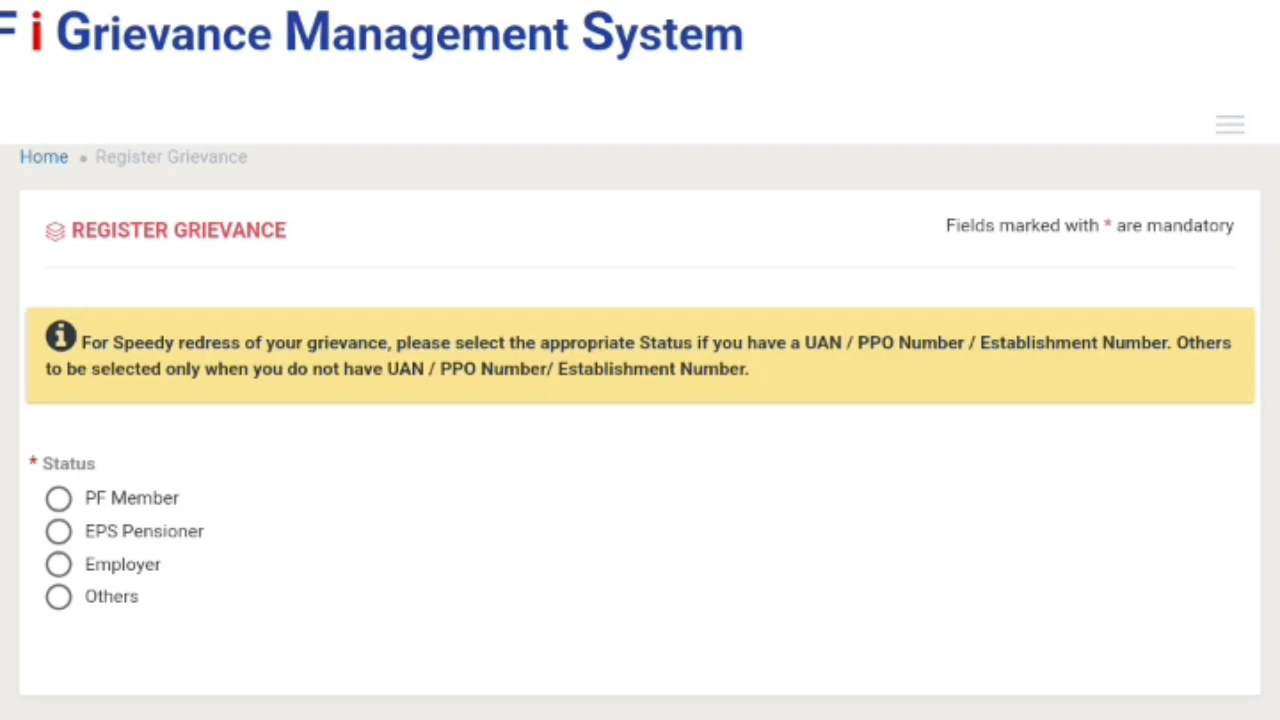 F i Grievance Management System
Home • Register Grievance
REGISTER GRIEVANCE
Fields marked with * are mandatory
For Speedy redress of your grievance, please select the appropriate Status if you have a UAN / PPO Number / Establishment Number. Others
to be selected only when you do not have UAN / PPO Number/ Establishment Number.
* Status
PF Member
EPS Pensioner
Employer
Others